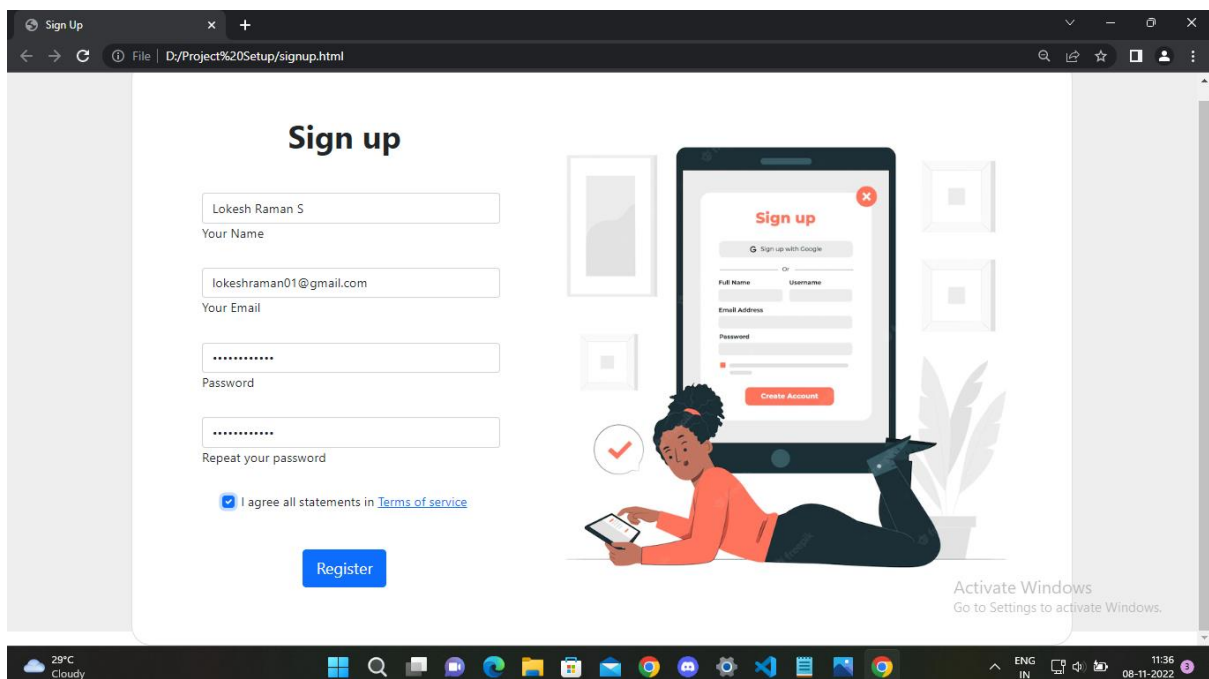 Sign Up
File | D:/Project%20Setup/signup.html
Sign up
Lokesh Raman S
Your Name
lokeshraman01@gmail.com
Your Email
••••••••••••
Password
••••••••••••
Repeat your password
I agree all statements in Terms of service
Register
Sign up
G Sign up with Google
Or
Full Name Username
Email Address
Password
Create Account
Activate Windows
Go to Settings to activate Windows.
29°C
Cloudy
ENG
IN
11:36
08-11-2022
3